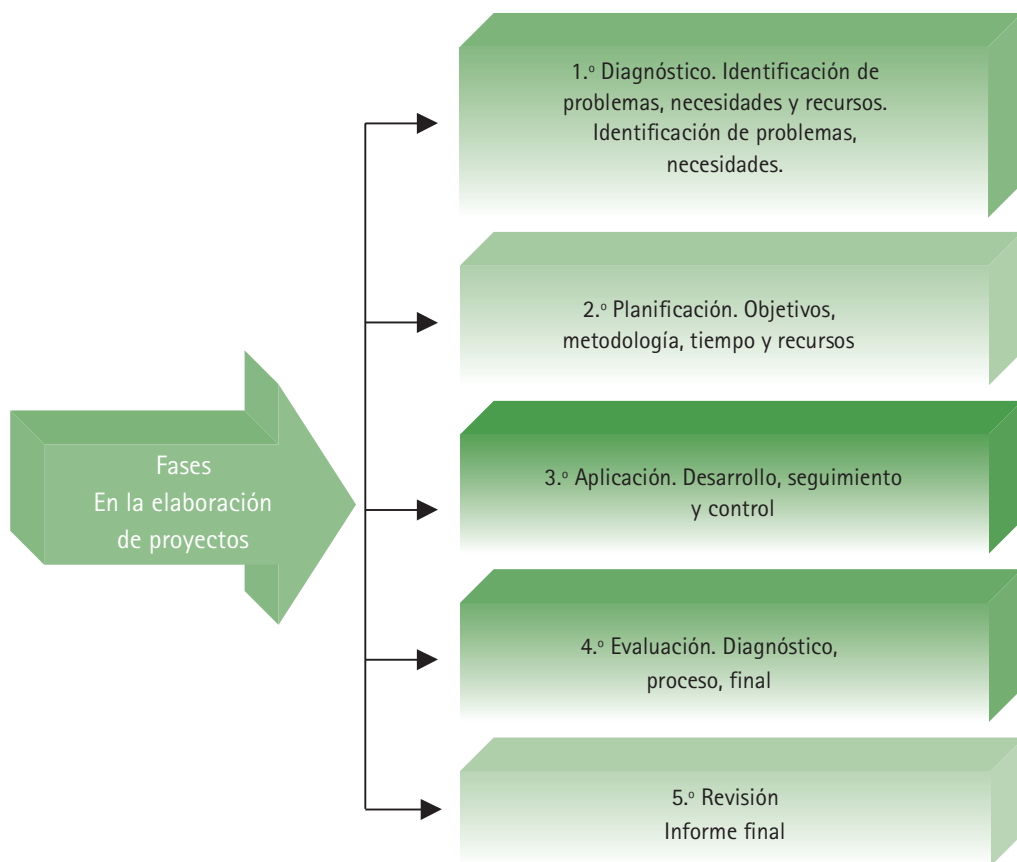 1.º Diagnóstico. Identificación de
problemas, necesidades y recursos.
Identificación de problemas,
necesidades.
2.º Planificación. Objetivos,
metodología, tiempo y recursos
Fases
En la elaboración
de proyectos
3.º Aplicación. Desarrollo, seguimiento
y control
4.º Evaluación. Diagnóstico,
proceso, final
5.º Revisión
Informe final